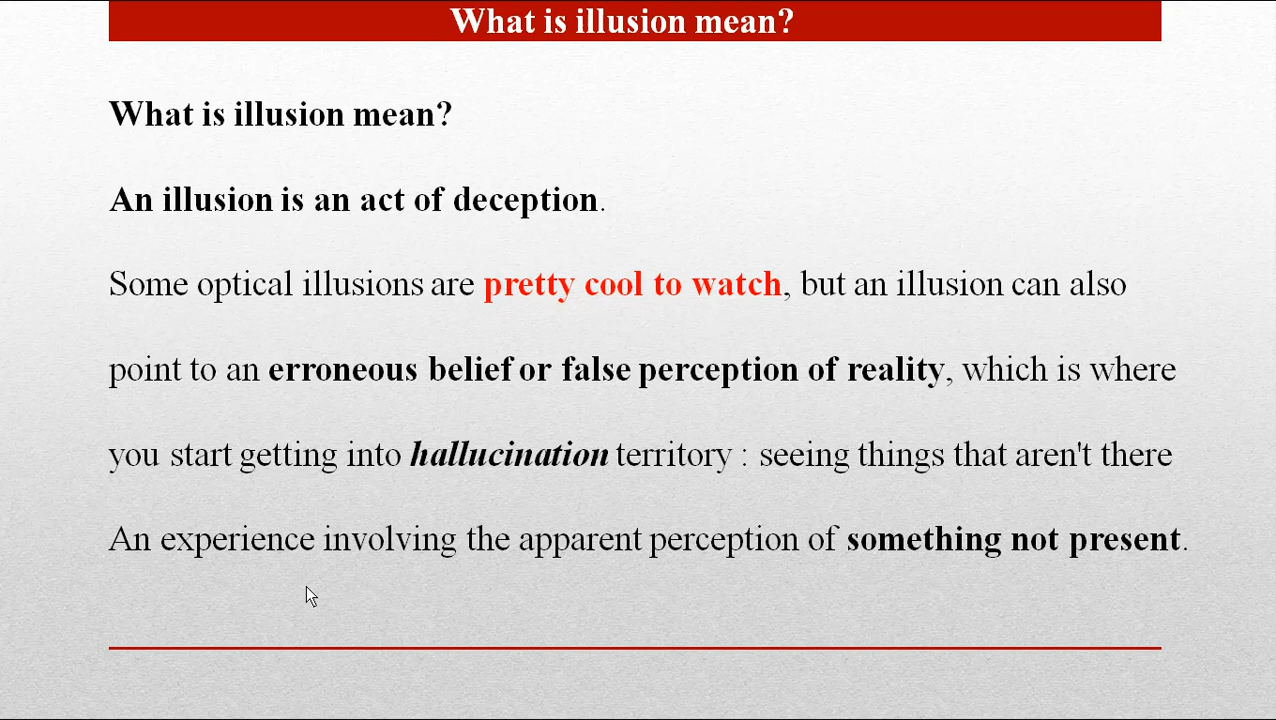 What is illusion mean?
What is illusion mean?
An illusion is an act of deception.
Some optical illusions are pretty cool to watch, but an illusion can also
point to an erroneous belief or false perception of reality, which is where
you start getting into hallucination territory : seeing things that aren't there
An experience involving the apparent perception of something not present.